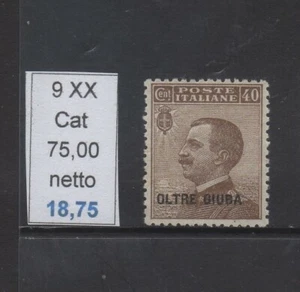 9 XX
Cat
75,00
netto
18,75
Cent POSTE 40
ITALIANE
OLTRE GIUBA